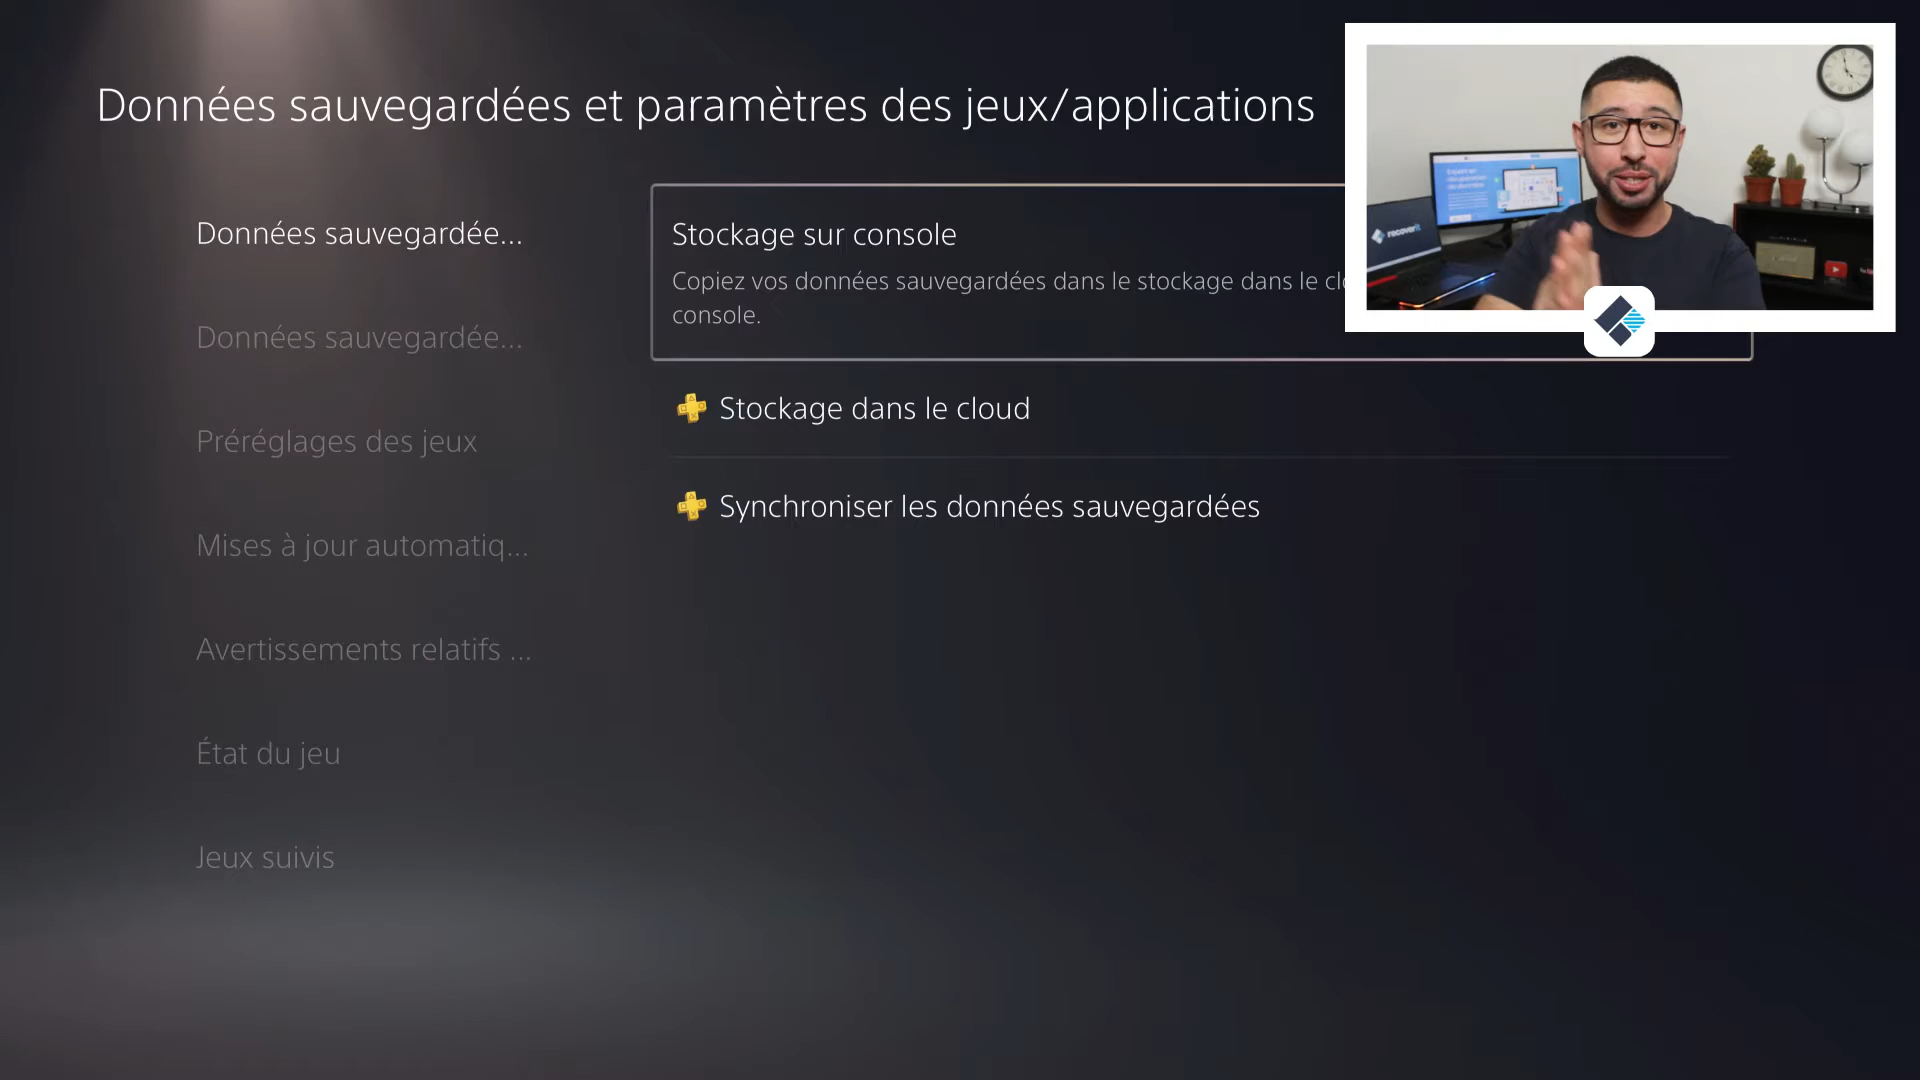 Données sauvegardées et paramètres des jeux/applications
Données sauvegardée...
Données sauvegardée...
Préréglages des jeux
Mises à jour automatiq...
Avertissements relatifs ...
État du jeu
Jeux suivis
Stockage sur console
Copiez vos données sauvegardées dans le stockage dans le
console.
Stockage dans le cloud
Synchroniser les données sauvegardées
recoverit